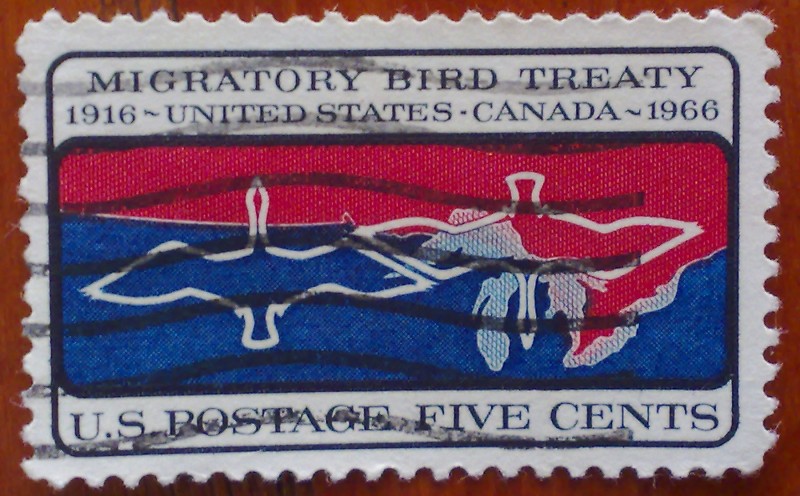 MIGRATORY BIRD TREATY
1916~UNITED STATES·CANADA~1966
U.S. POSTAGE FIVE CENTS